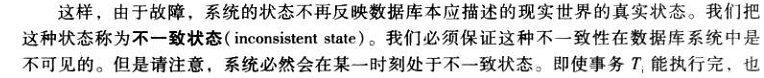 这样，由于故障，系统的状态不再反映数据库本应描述的现实世界的真实状态。我们把
这种状态称为不一致状态(inconsistent state)。我们必须保证这种不一致性在数据库系统中是
不可见的。但是请注意，系统必然会在某一时刻处于不一致状态。即使事务 Ti 能执行完，也